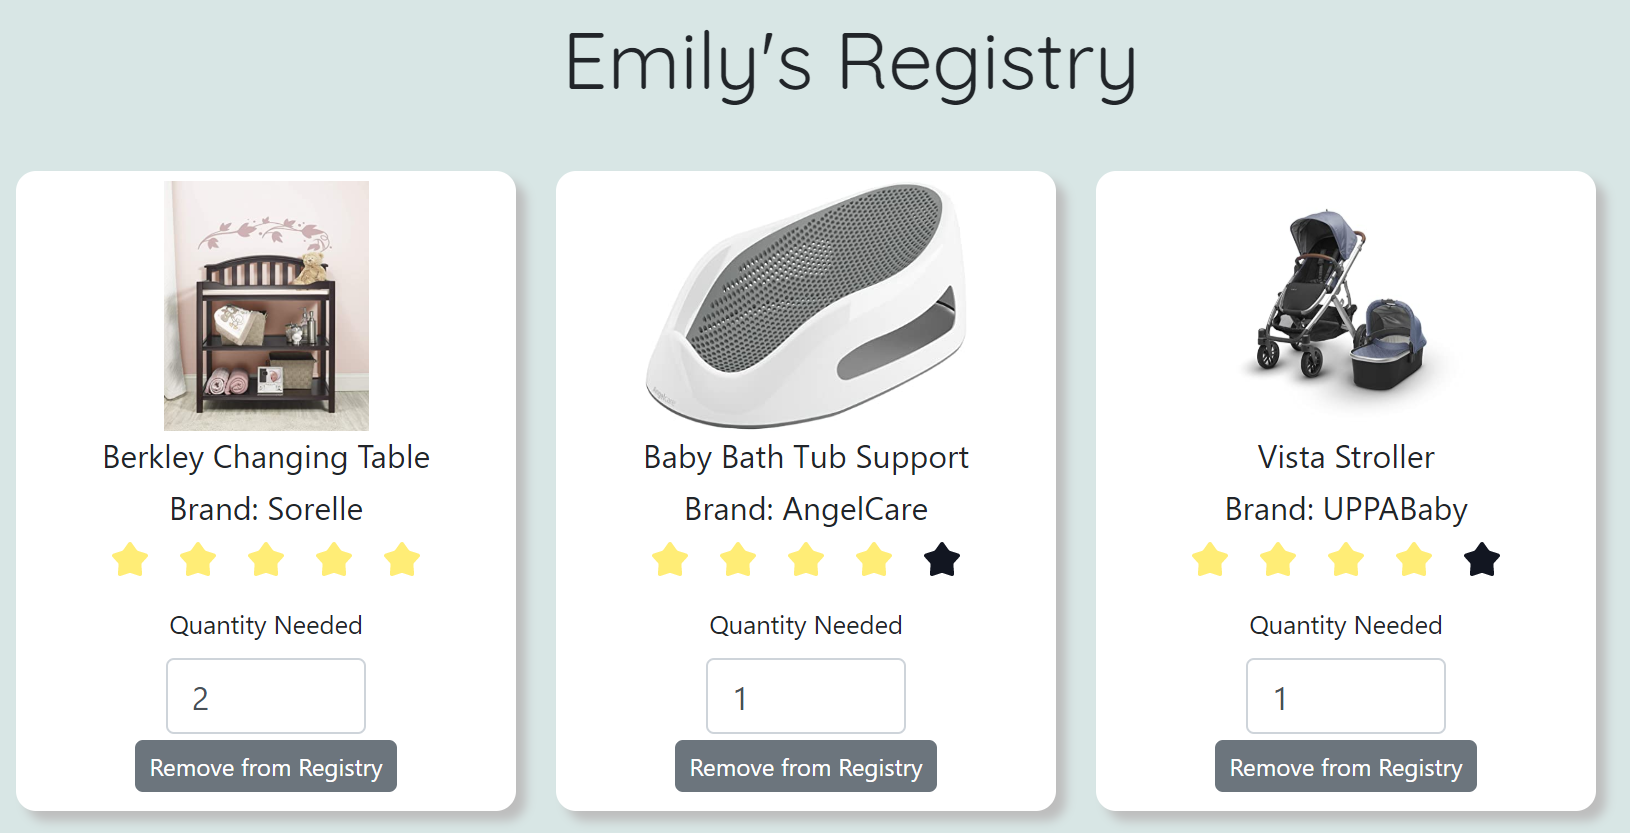 Emily's Registry
Berkley Changing Table
Brand: Sorelle
Quantity Needed
2
Remove from Registry
Baby Bath Tub Support
Brand: AngelCare
Quantity Needed
1
Remove from Registry
Vista Stroller
Brand: UPPABaby
Quantity Needed
1
Remove from Registry